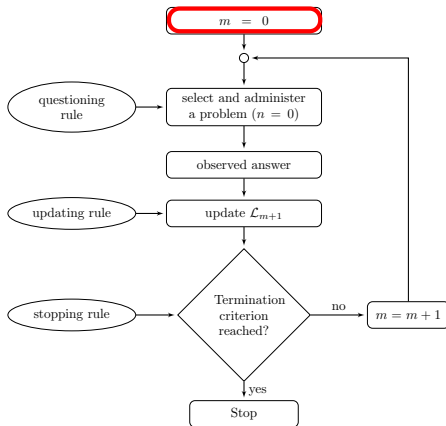 m = 0
questioning
rule
select and administer
a problem (n = 0)
observed answer
updating rule
update ℒₘ₊₁
stopping rule
Termination
criterion
reached?
no
m = m + 1
yes
Stop